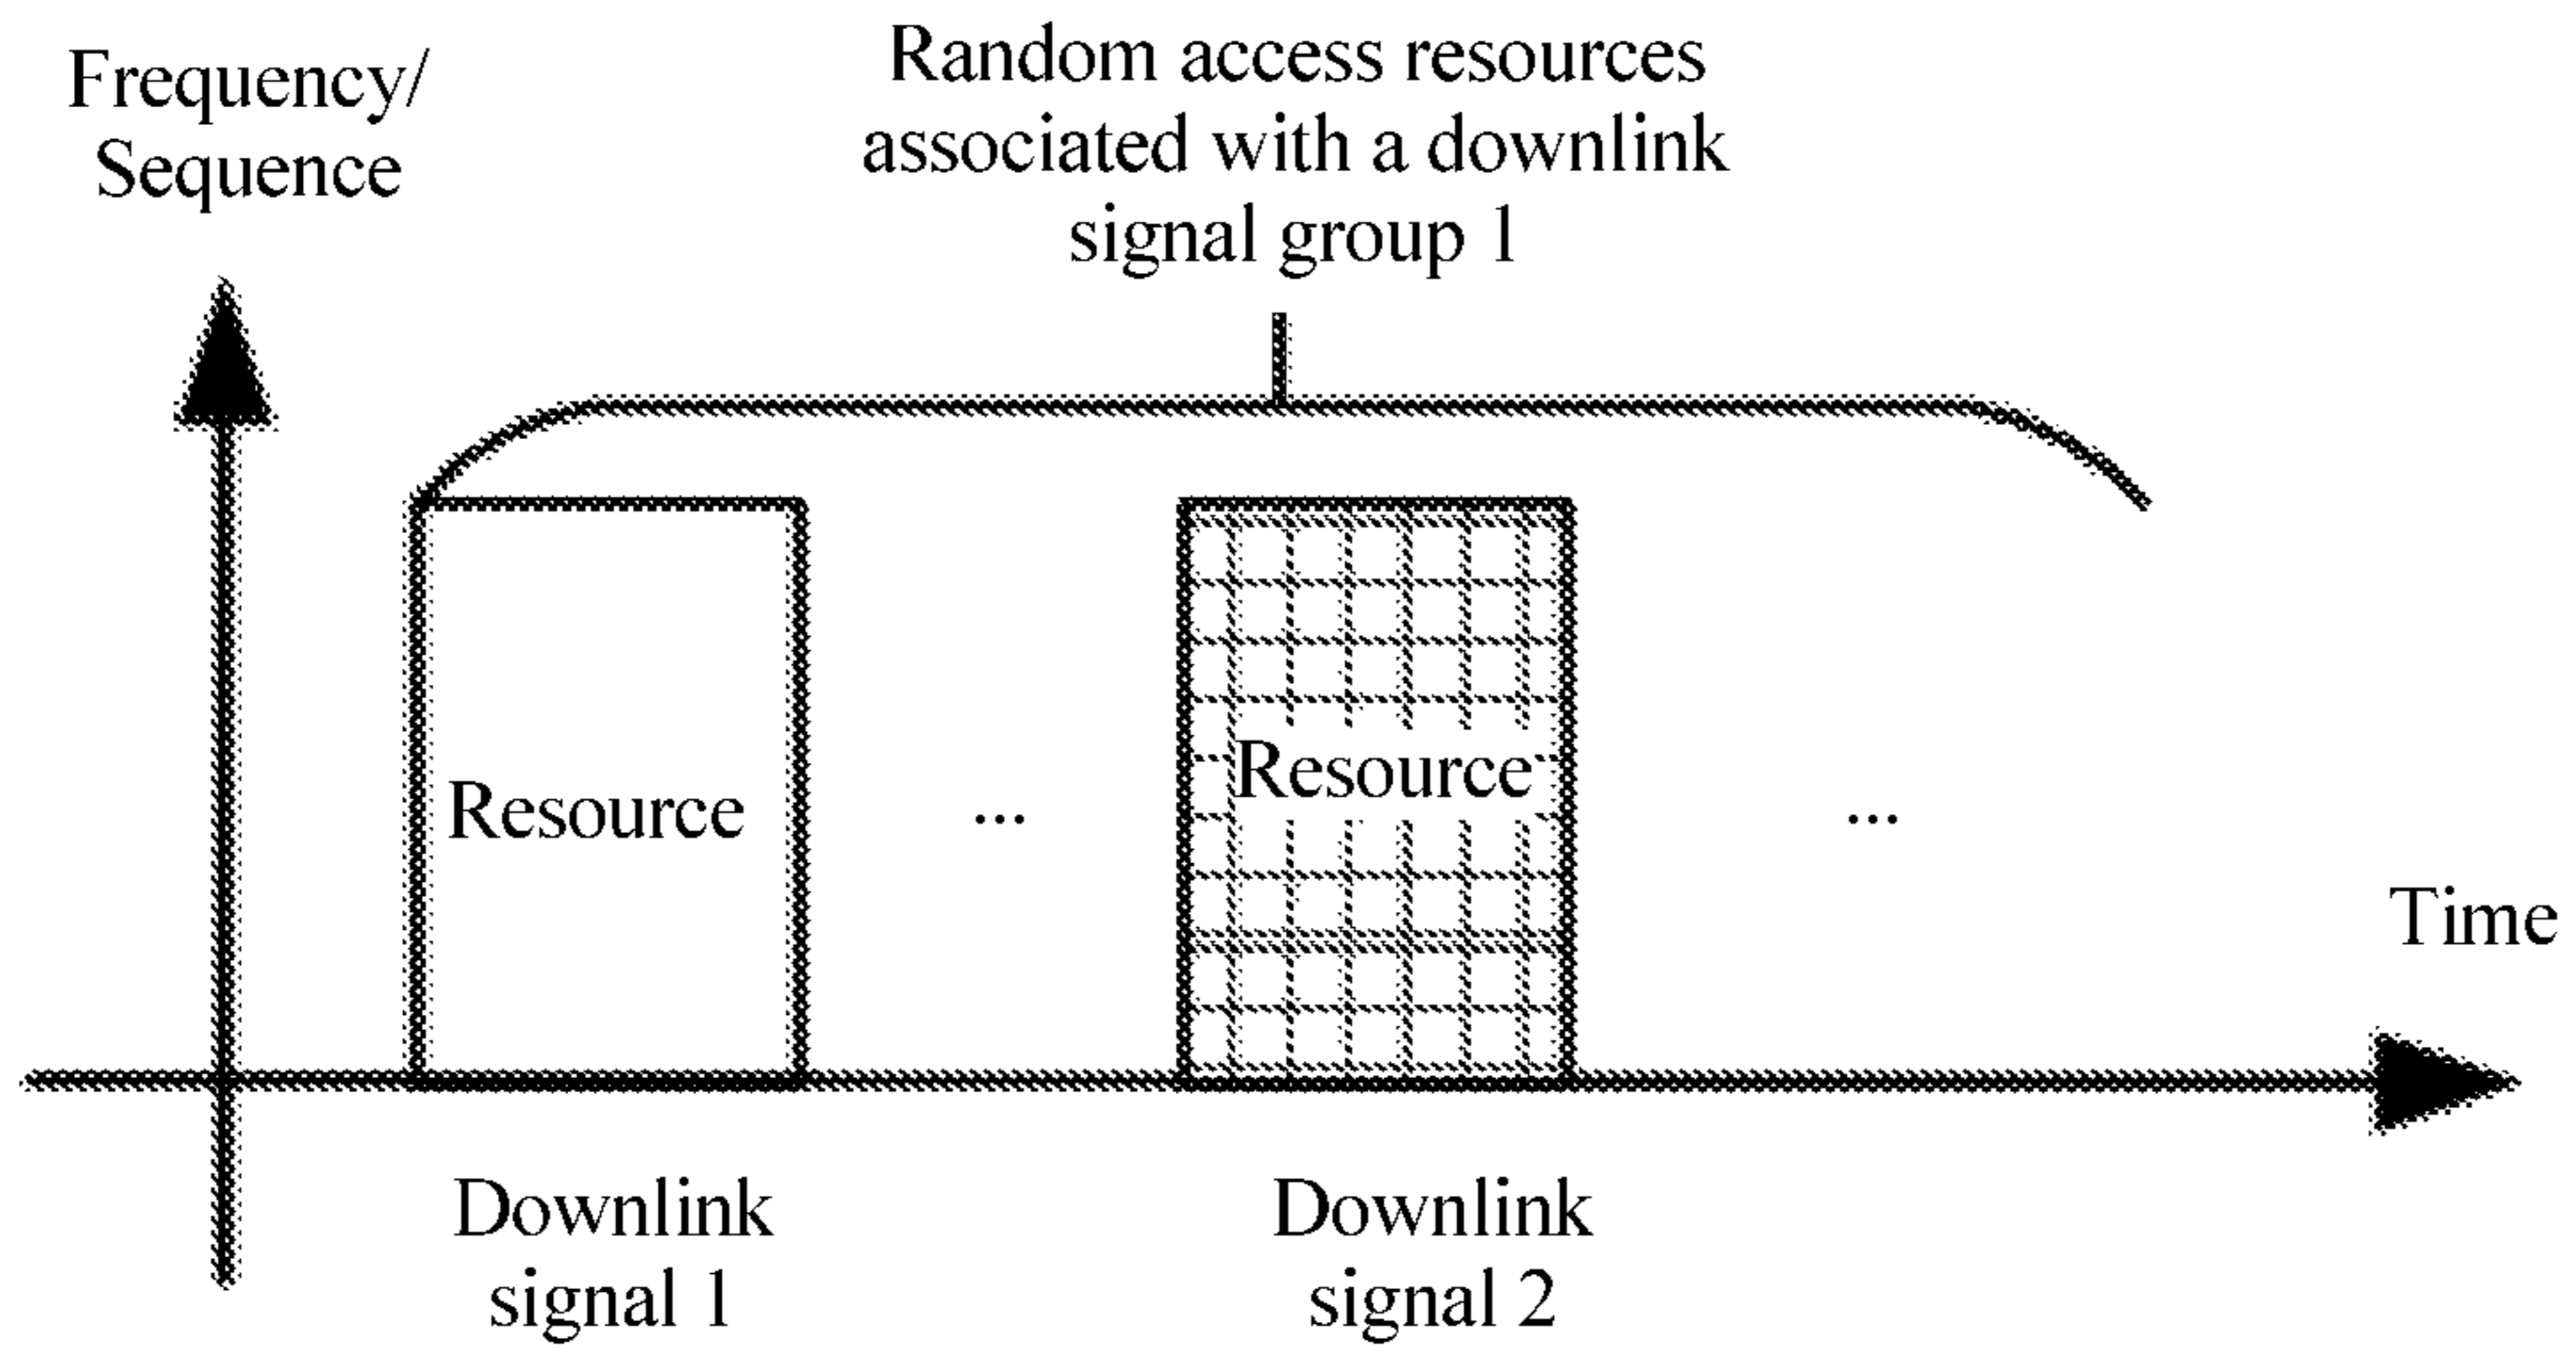 Frequency/
Sequence
Random access resources
associated with a downlink
signal group 1
Resource
...
Resource
...
Time
Downlink
signal 1
Downlink
signal 2